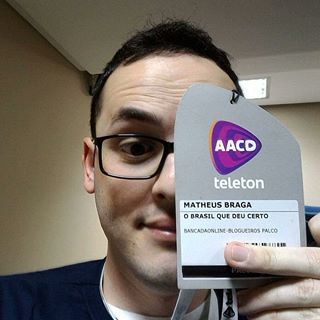 AACD
teleton
MATHEUS BRAGA
O BRASIL QUE DEU CERTO
BANCADAONLINE-BLOGUEIROS PALCO